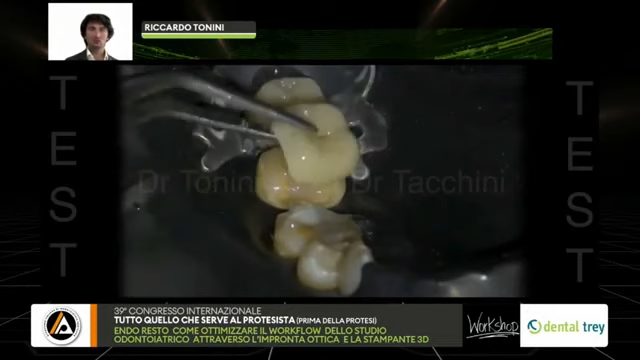 RICCARDO TONINI
TEST
TEST
Dr Tonini Dr Tacchini
39° CONGRESSO INTERNAZIONALE
TUTTO QUELLO CHE SERVE AL PROTESISTA (PRIMA DELLA PROTESI)
ENDO RESTO COME OTTIMIZZARE IL WORKFLOW DELLO STUDIO
ODONTOIATRICO ATTRAVERSO L'IMPRONTA OTTICA E LA STAMPANTE 3D
Workshop
dental trey